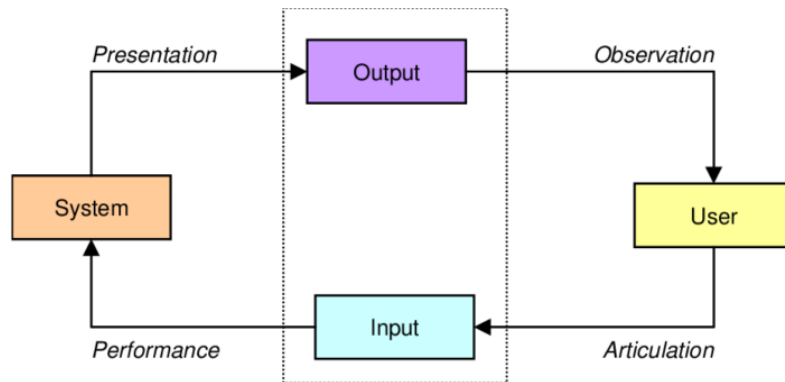 Presentation
Output
Observation
System
User
Input
Performance
Articulation